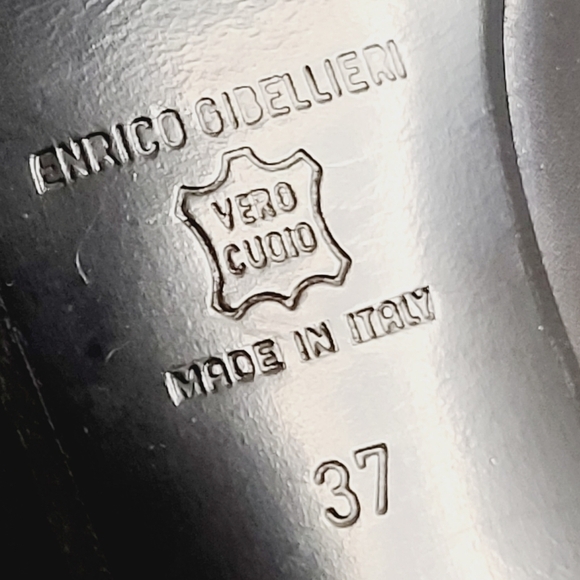 ENRICO GIBELLIERI
VERO
CUOIO
MADE IN ITALY
37